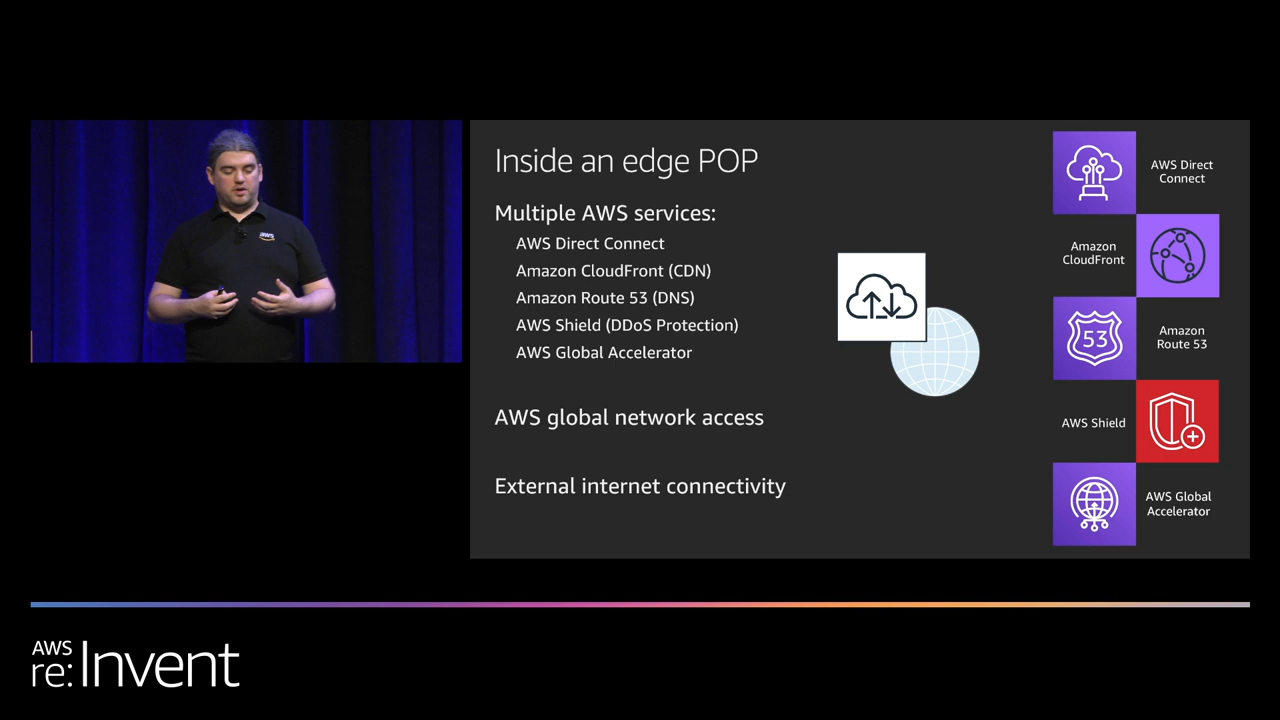 aws
Inside an edge POP
Multiple AWS services:
AWS Direct Connect
Amazon CloudFront (CDN)
Amazon Route 53 (DNS)
AWS Shield (DDoS Protection)
AWS Global Accelerator
AWS global network access
External internet connectivity
AWS Direct
Connect
Amazon
CloudFront
53
Amazon
Route 53
AWS Shield
AWS Global
Accelerator
AWS
re:Invent